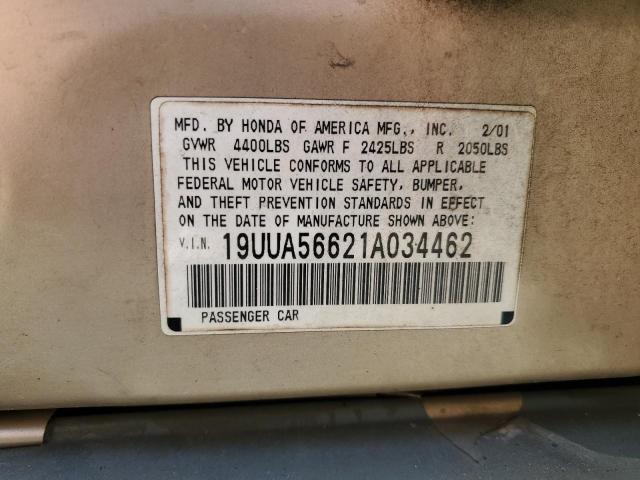 MFD. BY HONDA OF AMERICA MFG., INC. 2/01
GVWR 4400LBS GAWR F 2425LBS R 2050LBS
THIS VEHICLE CONFORMS TO ALL APPLICABLE
FEDERAL MOTOR VEHICLE SAFETY, BUMPER,
AND THEFT PREVENTION STANDARDS IN EFFECT
ON THE DATE OF MANUFACTURE SHOWN ABOVE:
V.I.N. 19UUA56621A034462
PASSENGER CAR